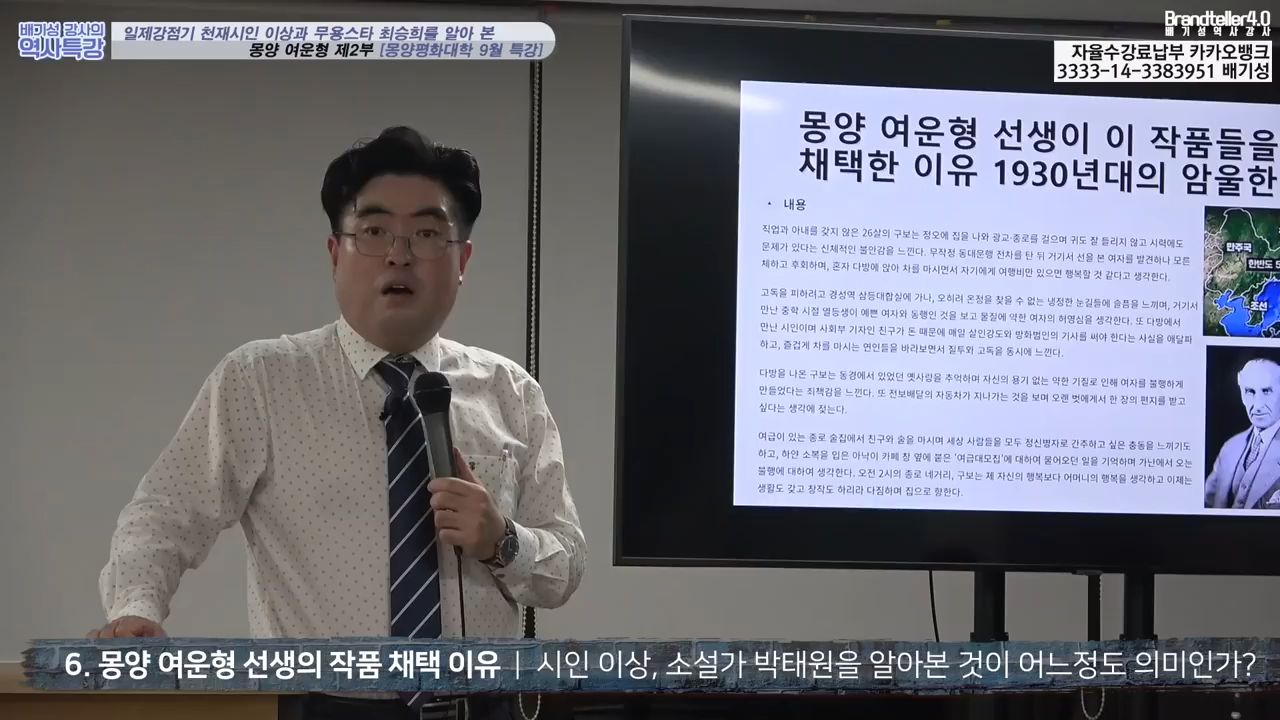 배기성 강사의
역사특강
일제강점기 천재시인 이상과 무용스타 최승희를 알아 본
몽양 여운형 제2부 [몽양평화대학 9월 특강]
Brandteller4.0
배기성역사강사
자율수강료납부 카카오뱅크
3333-14-3383951 배기성
몽양 여운형 선생이 이 작품들을
채택한 이유 1930년대의 암울한
내용
직업과 아내를 갖지 않은 26살의 구보는 정오에 집을 나와 광교·종로를 걸으며 귀도 잘 들리지 않고 시력에도
문제가 있다는 신체적인 불안감을 느낀다. 무작정 동대문행 전차를 탄 뒤 거기서 선을 본 여자를 발견하나 모른
체하고 후회하며, 혼자 다방에 앉아 차를 마시면서 자기에게 여행비만 있으면 행복할 것 같다고 생각한다.
고독을 피하려고 경성역 삼등대합실에 가나, 오히려 온정을 찾을 수 없는 냉정한 눈길들에 슬픔을 느끼며, 거기서
만난 중학 시절 열등생이 예쁜 여자와 동행인 것을 보고 물질에 약한 여자의 허영심을 생각한다. 또 다방에서
만난 시인이며 사회부 기자인 친구가 돈 때문에 매일 살인강도와 방화범인의 기사를 써야 한다는 사실을 애달파
하고, 즐겁게 차를 마시는 연인들을 바라보면서 질투와 고독을 동시에 느낀다.
다방을 나온 구보는 동경에서 있었던 옛사랑을 추억하며 자신의 용기 없는 약한 기질로 인해 여자를 불행하게
만들었다는 죄책감을 느낀다. 또 전보배달의 자동차가 지나가는 것을 보며 오랜 벗에게서 한 장의 편지를 받고
싶다는 생각에 젖는다.
여급이 있는 종로 술집에서 친구와 술을 마시며 세상 사람들을 모두 정신병자로 간주하고 싶은 충동을 느끼기도
하고, 하얀 소복을 입은 아낙이 카페 창 옆에 붙은 '여급대모집'에 대하여 물어오던 일을 기억하며 가난에서 오는
불행에 대하여 생각한다. 오전 2시의 종로 네거리, 구보는 제 자신의 행복보다 어머니의 행복을 생각하고 이제는
생활도 갖고 창작도 하리라 다짐하며 집으로 향한다.
만주국
한반도 5
조선
6. 몽양 여운형 선생의 작품 채택 이유 | 시인 이상, 소설가 박태원을 알아본 것이 어느정도 의미인가?